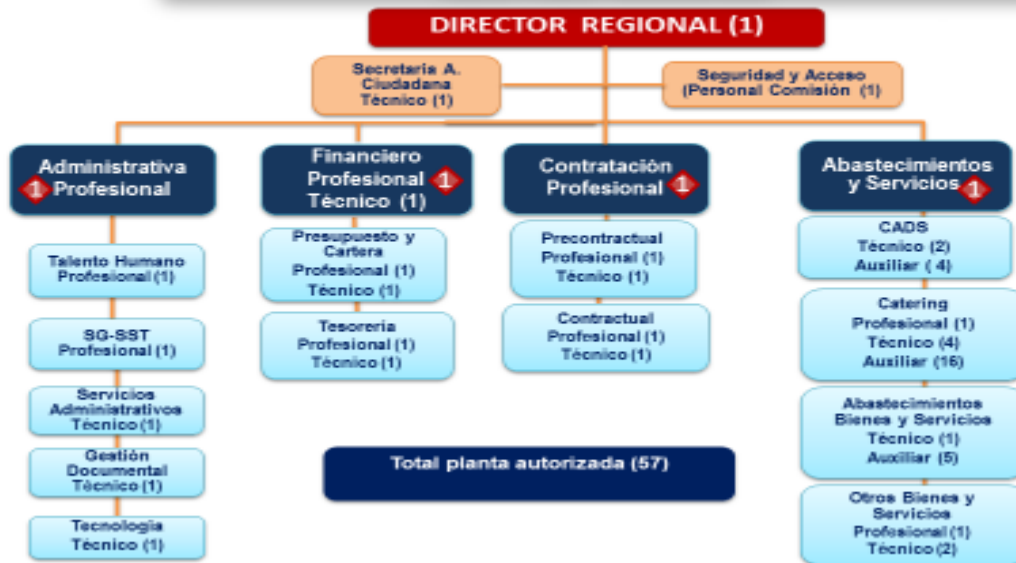 DIRECTOR REGIONAL (1)
Secretaria A.
Ciudadana
Técnico (1)
Seguridad y Acceso
(Personal Comisión (1)
Administrativa
1 Profesional
Talento Humano
Profesional (1)
SG-SST
Profesional (1)
Servicios
Administrativos
Técnico (1)
Gestión
Documental
Técnico (1)
Tecnología
Técnico (1)
Financiero
Profesional 1
Técnico (1)
Presupuesto y
Cartera
Profesional (1)
Técnico (1)
Tesorería
Profesional (1)
Técnico (1)
Contratación
Profesional 1
Precontractual
Profesional (1)
Técnico (1)
Contractual
Profesional (1)
Técnico (1)
Abastecimientos
y Servicios 1
CADS
Técnico (2)
Auxiliar ( 4)
Catering
Profesional (1)
Técnico (4)
Auxiliar (16)
Abastecimientos
Bienes y Servicios
Técnico (1)
Auxiliar (5)
Otros Bienes y
Servicios
Profesional (1)
Técnico (2)
Total planta autorizada (57)